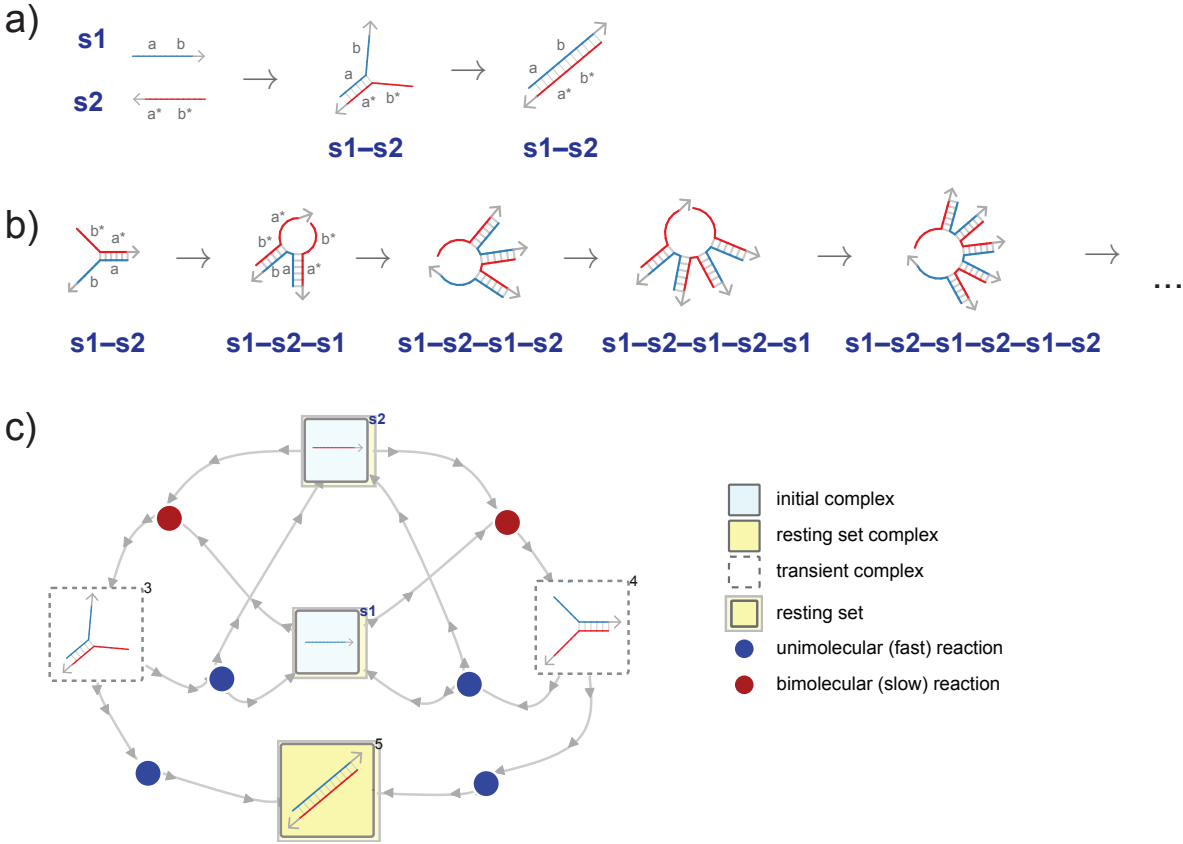 a)
s1
a b
s2
a* b*
b
a
a*
b*
s1–s2
b
a
b*
a*
s1–s2
b)
b*
a*
a
b
s1–s2
a*
b*
b*
b
a
a*
s1–s2–s1
s1–s2–s1–s2
s1–s2–s1–s2–s1
s1–s2–s1–s2–s1–s2
...
c)
s2
3
4
s1
5
initial complex
resting set complex
transient complex
resting set
unimolecular (fast) reaction
bimolecular (slow) reaction